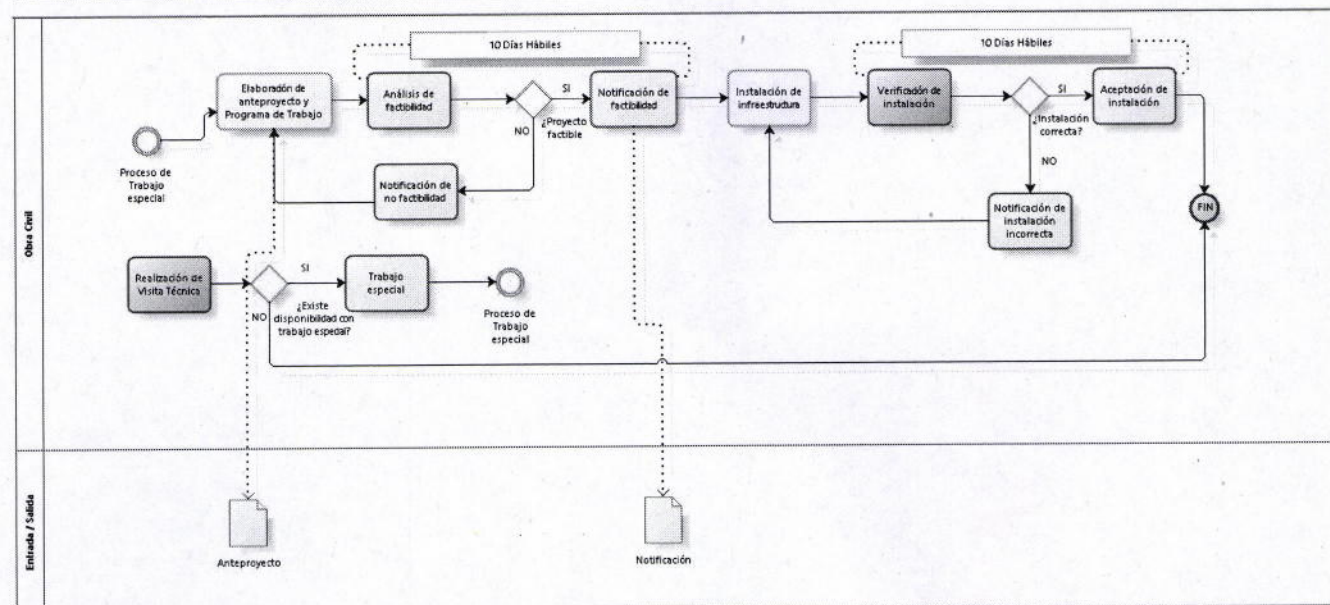 10 Días Hábiles
10 Días Hábiles
Elaboración de
anteproyecto y
Programa de Trabajo
Análisis de
factibilidad
SI
NO
¿Proyecto
factible
Notificación de
factibilidad
Instalación de
infraestructura
Verificación de
instalación
SI
¿Instalación
correcta?
NO
Aceptación de
instalación
Proceso de
Trabajo
especial
Notificación de
no factibilidad
Notificación de
instalación
incorrecta
FIN
Obra Civil
Realización de
Visita Técnica
SI
NO
¿Existe
disponibilidad con
trabajo especial?
Trabajo
especial
Proceso de
Trabajo
especial
Entrada / Salida
Anteproyecto
Notificación